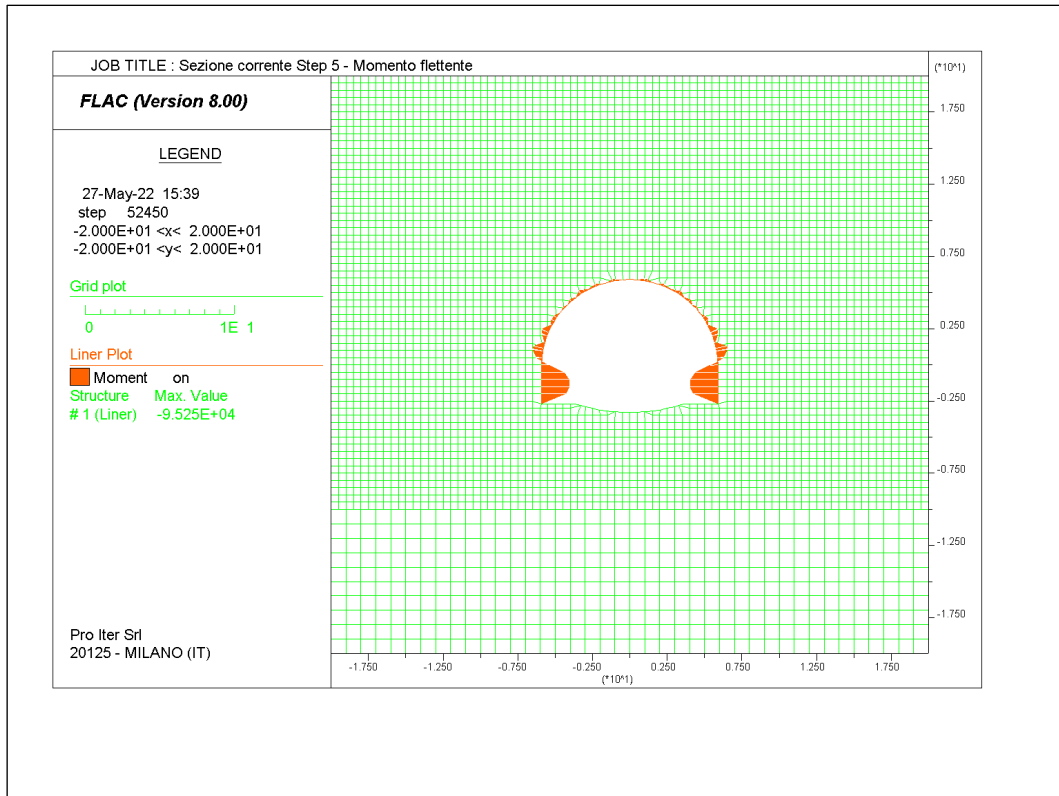 JOB TITLE : Sezione corrente Step 5 - Momento flettente
(*10^1)
FLAC (Version 8.00)
LEGEND
27-May-22 15:39
step 52450
-2.000E+01 <x< 2.000E+01
-2.000E+01 <y< 2.000E+01
Grid plot
0 1E 1
Liner Plot
Moment on
Structure Max. Value
# 1 (Liner) -9.525E+04
Pro Iter Srl
20125 - MILANO (IT)
1.750
1.250
0.750
0.250
-0.250
-0.750
-1.250
-1.750
-1.750 -1.250 -0.750 -0.250 0.250 0.750 1.250 1.750
(*10^1)